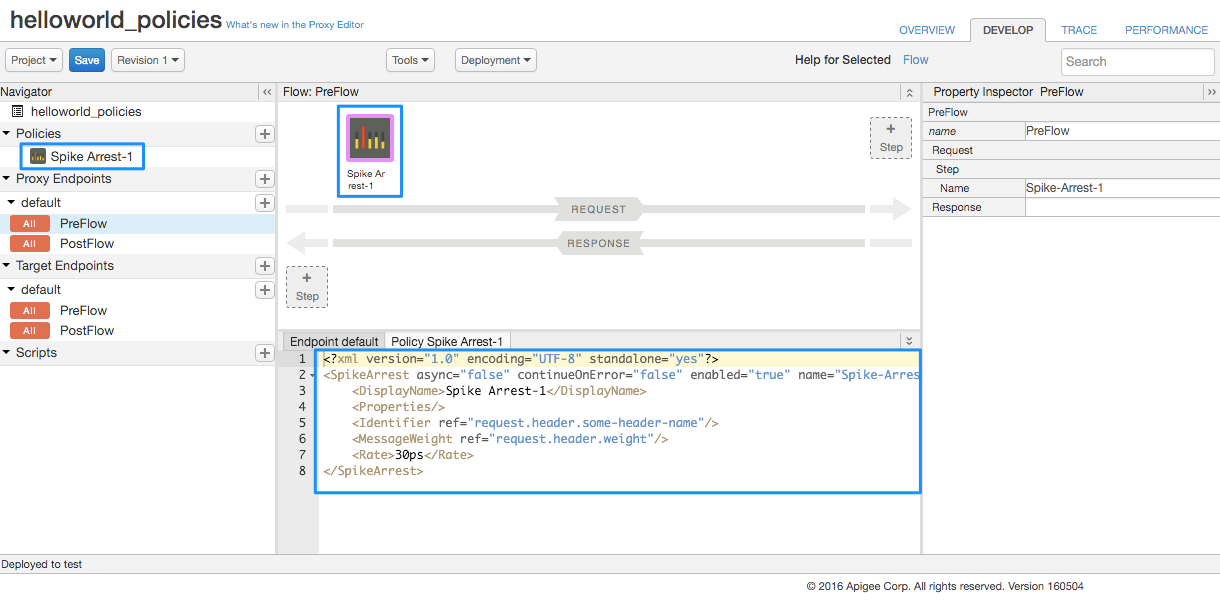 helloworld_policies What's new in the Proxy Editor
OVERVIEW DEVELOP TRACE PERFORMANCE
Project Save Revision 1 Tools Deployment Help for Selected Flow Search
Navigator
helloworld_policies
Policies
Spike Arrest-1
Proxy Endpoints
default
All PreFlow
All PostFlow
Target Endpoints
default
All PreFlow
All PostFlow
Scripts
Flow: PreFlow
Spike Ar
rest-1
+
Step
REQUEST
RESPONSE
+
Step
Endpoint default Policy Spike Arrest-1
1 <?xml version="1.0" encoding="UTF-8" standalone="yes"?>
2 <SpikeArrest async="false" continueOnError="false" enabled="true" name="Spike-Arres
3 <DisplayName>Spike Arrest-1</DisplayName>
4 <Properties/>
5 <Identifier ref="request.header.some-header-name"/>
6 <MessageWeight ref="request.header.weight"/>
7 <Rate>30ps</Rate>
8 </SpikeArrest>
Property Inspector PreFlow
PreFlow
name PreFlow
Request
Step
Name Spike-Arrest-1
Response
Deployed to test
© 2016 Apigee Corp. All rights reserved. Version 160504